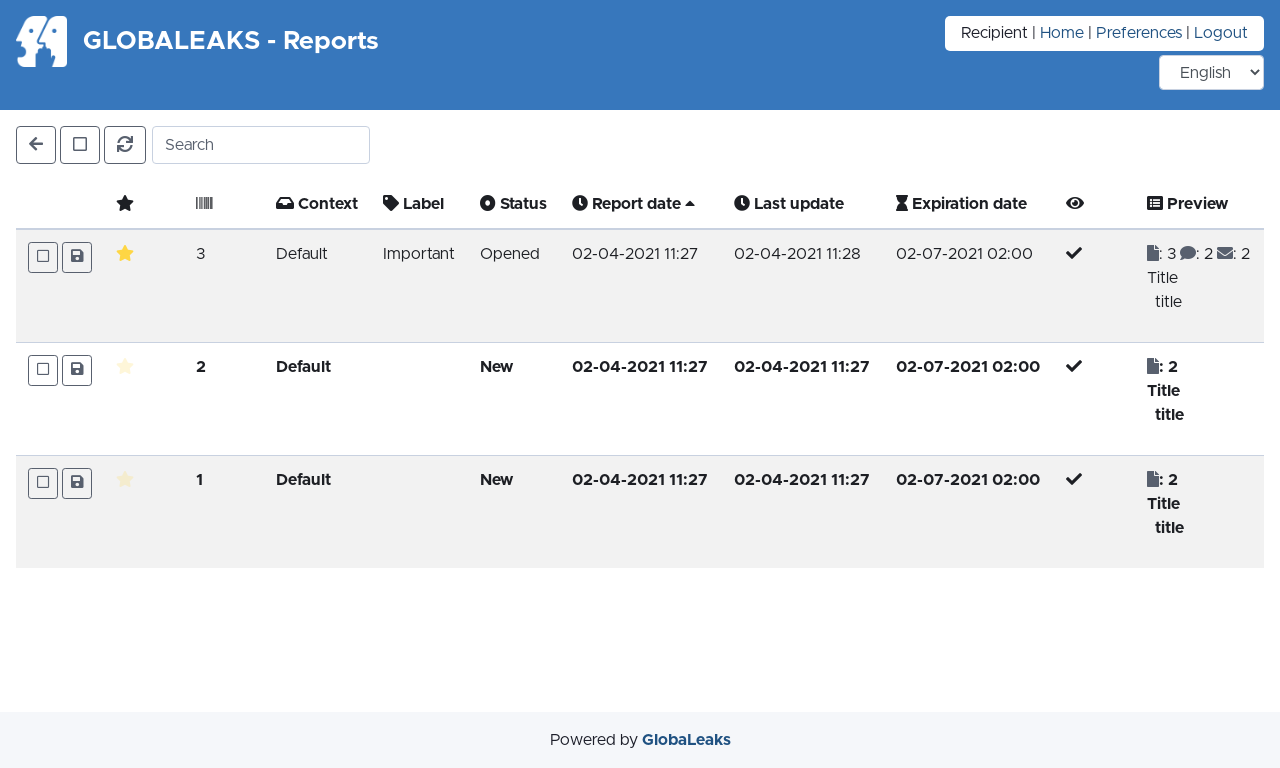 GLOBALEAKS - Reports
Recipient | Home | Preferences | Logout
English
Search
Context Label Status Report date Last update Expiration date Preview
3 Default Important Opened 02-04-2021 11:27 02-04-2021 11:28 02-07-2021 02:00 : 3 : 2 : 2
Title
title
2 Default New 02-04-2021 11:27 02-04-2021 11:27 02-07-2021 02:00 : 2
Title
title
1 Default New 02-04-2021 11:27 02-04-2021 11:27 02-07-2021 02:00 : 2
Title
title
Powered by GlobaLeaks